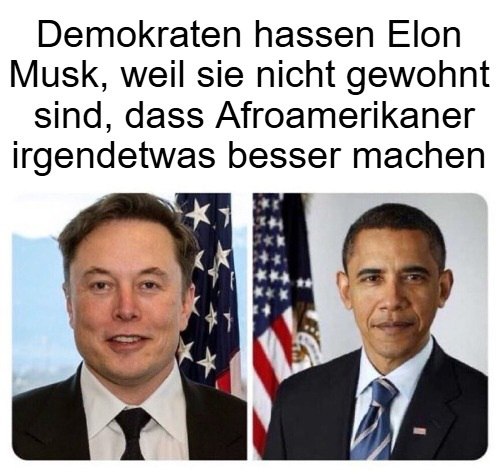 Demokraten hassen Elon
Musk, weil sie nicht gewohnt
sind, dass Afroamerikaner
irgendetwas besser machen